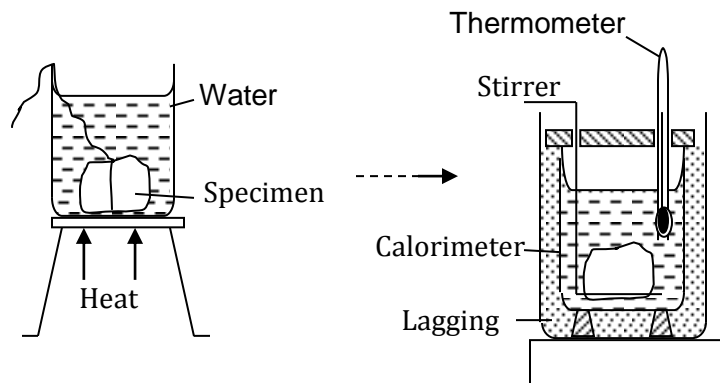 Thermometer
Stirrer
Water
Specimen
Calorimeter
Heat
Lagging